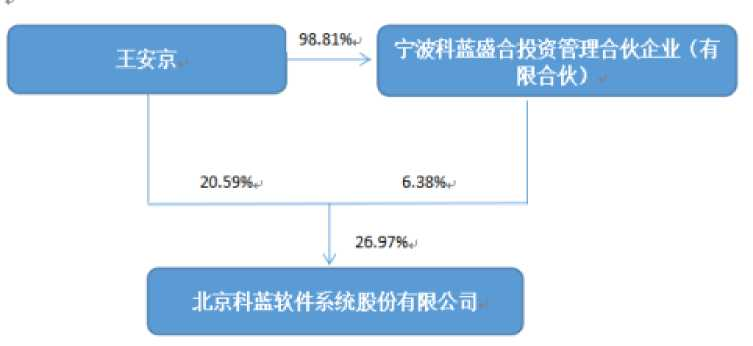 98.81%
王安京
宁波科蓝盛合投资管理合伙企业（有
限合伙）
20.59%
6.38%
26.97%
北京科蓝软件系统股份有限公司